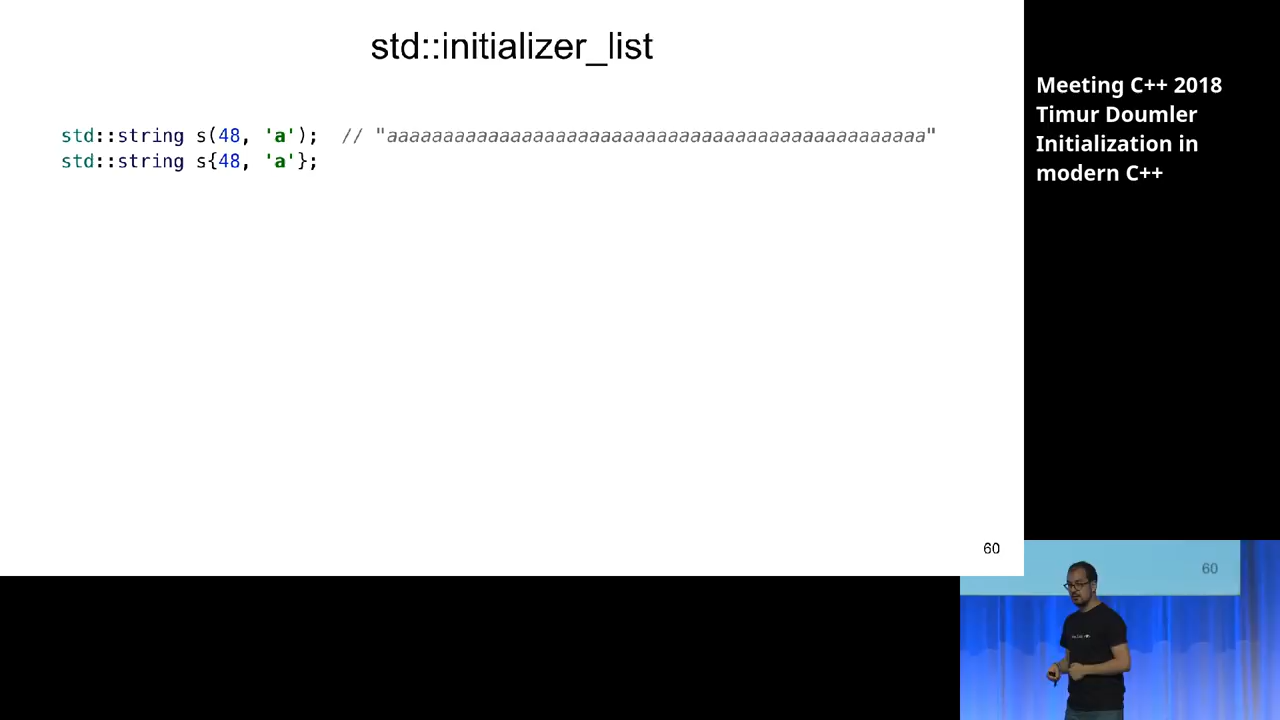 std::initializer_list
std::string s(48, 'a');  // "aaaaaaaaaaaaaaaaaaaaaaaaaaaaaaaaaaaaaaaaaaaaaaaa"
std::string s{48, 'a'};
60
Meeting C++ 2018
Timur Doumler
Initialization in
modern C++
60